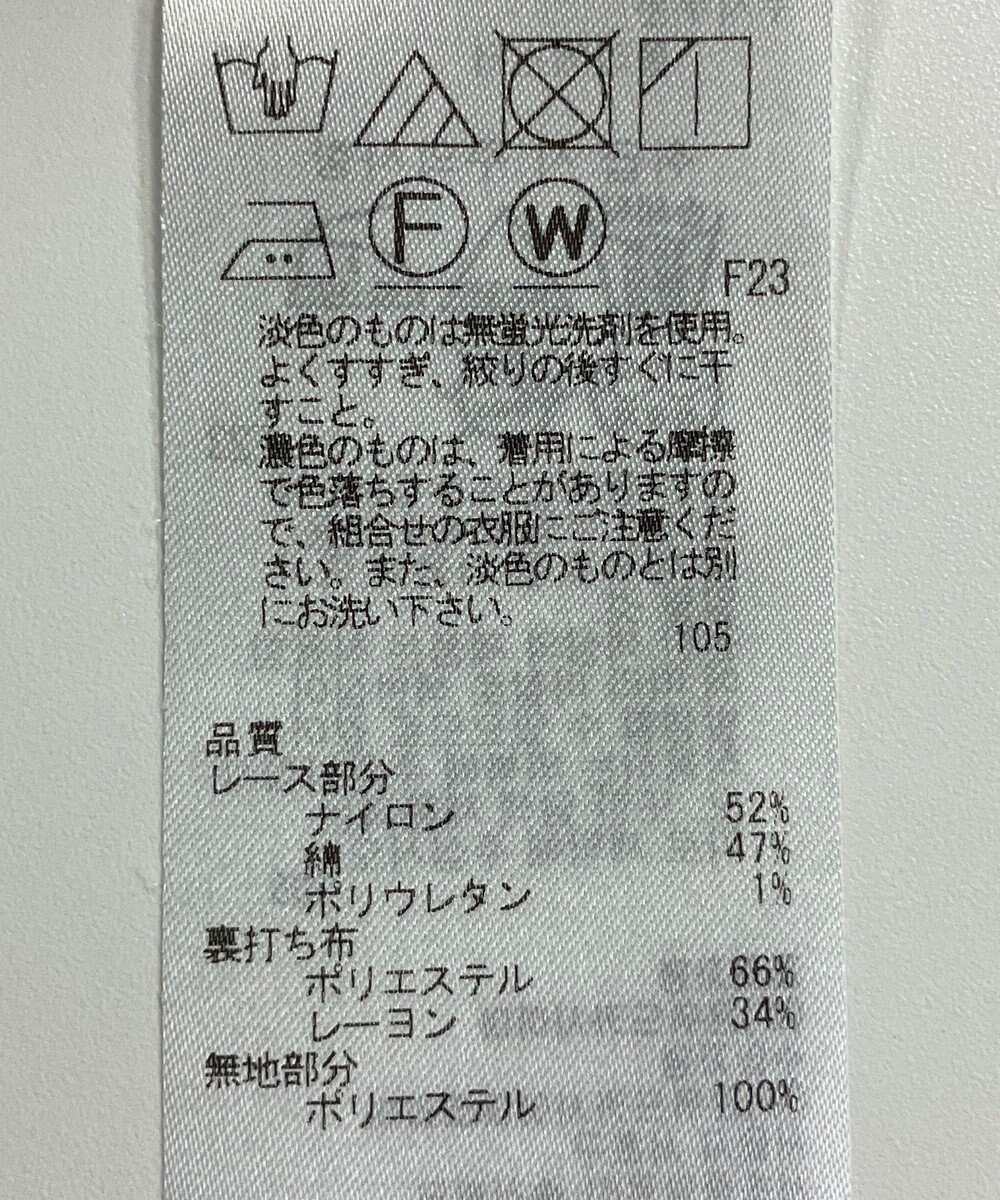 F W
F23
淡色のものは無蛍光洗剤を使用。
よくすすぎ、絞りの後すぐに干
すこと。
濃色のものは、着用による摩擦
で色落ちすることがありますの
で、組合せの衣服にご注意くだ
さい。また、淡色のものとは別
にお洗い下さい。
105
品質
レース部分
ナイロン 52%
綿 47%
ポリウレタン 1%
裏打ち布
ポリエステル 66%
レーヨン 34%
無地部分
ポリエステル 100%